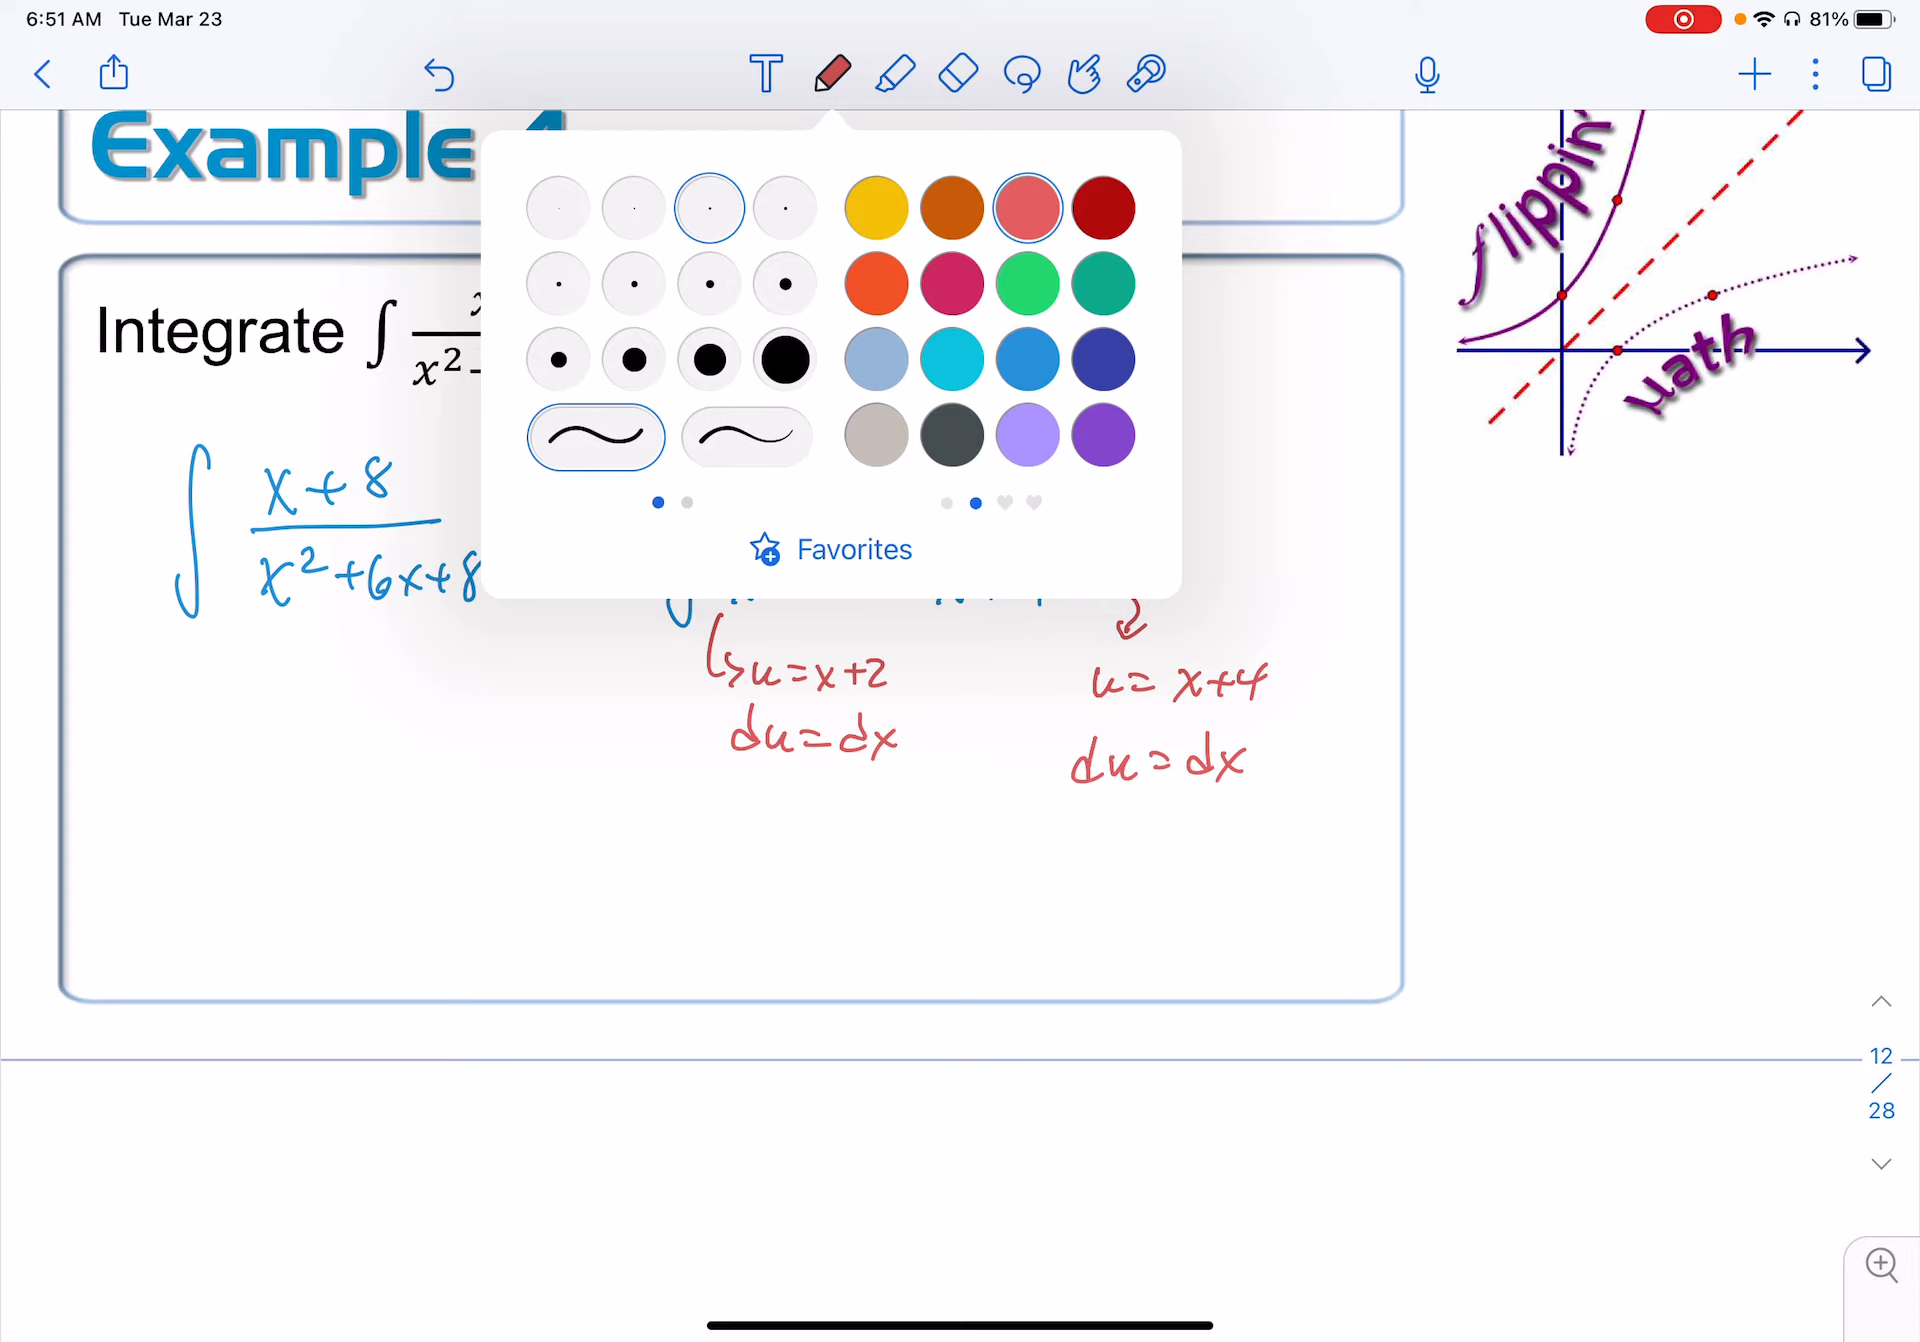 6:51 AM Tue Mar 23
81%
Example 4
Integrate ∫
x² -
flippin'
math
∫ x+8 / x²+6x+8
Favorites
u=x+2
du=dx
u=x+4
du=dx
12
/
28